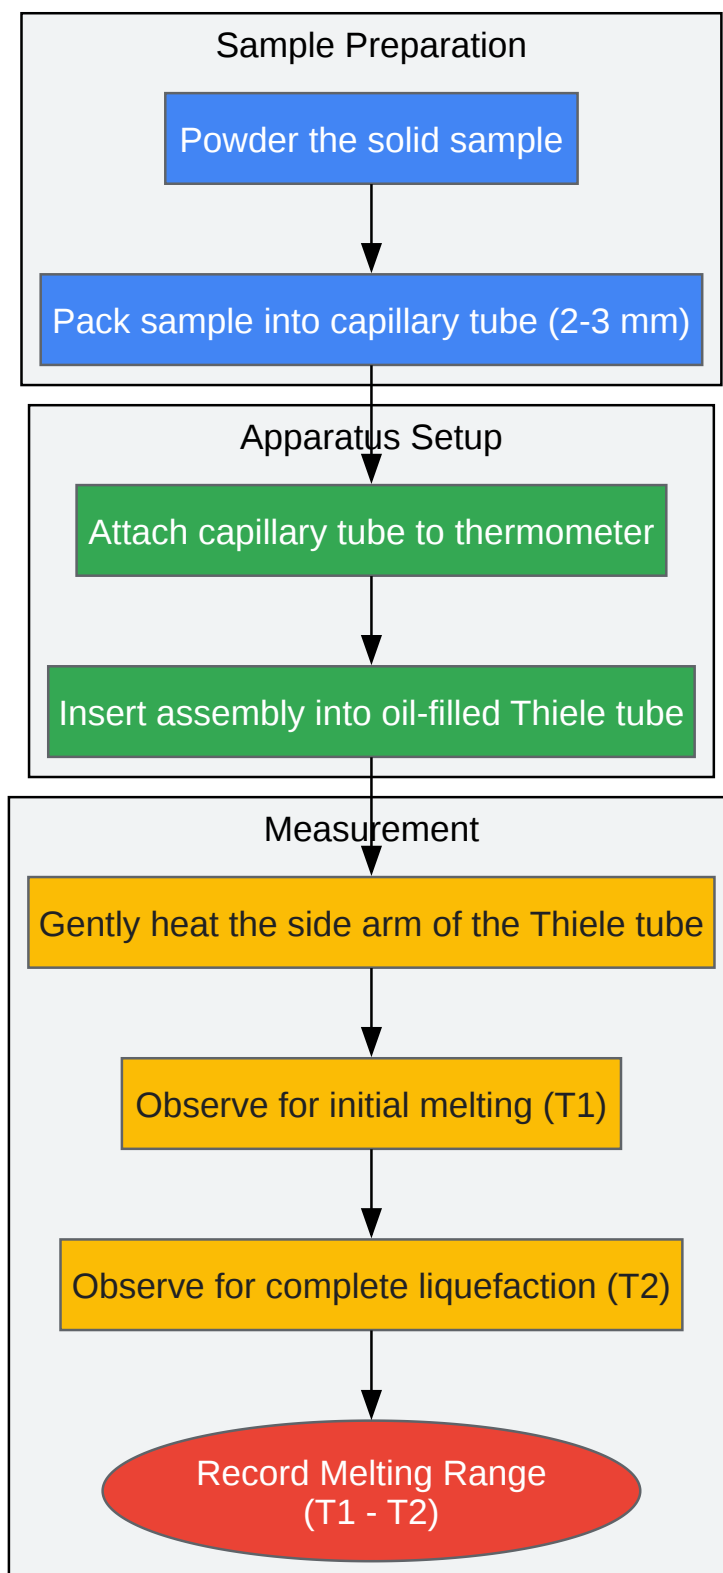 Sample Preparation
Powder the solid sample
Pack sample into capillary tube (2-3 mm)
Apparatus Setup
Attach capillary tube to thermometer
Insert assembly into oil-filled Thiele tube
Measurement
Gently heat the side arm of the Thiele tube
Observe for initial melting (T1)
Observe for complete liquefaction (T2)
Record Melting Range
(T1 - T2)